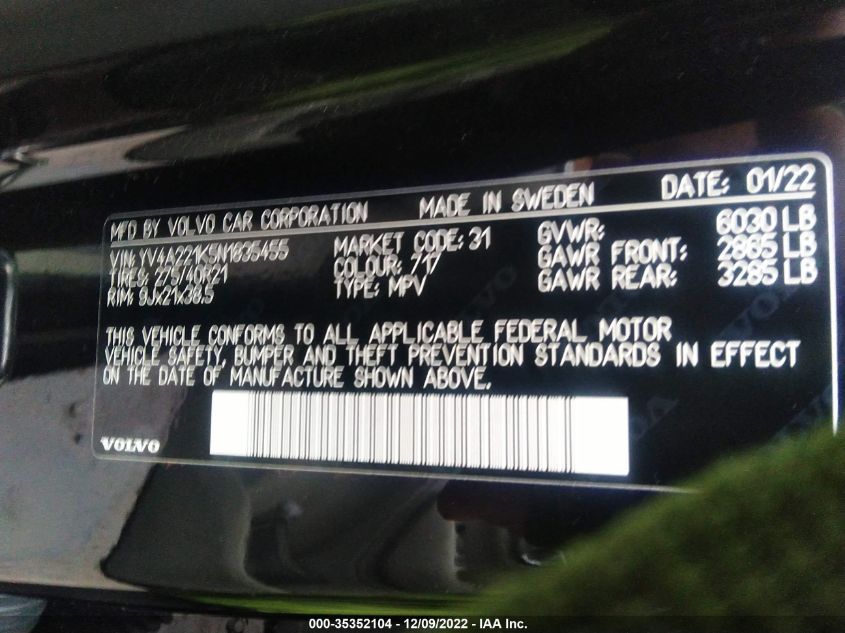 MFD BY VOLVO CAR CORPORATION MADE IN SWEDEN DATE: 01/22
VIN: YV4A221K5N1835455 MARKET CODE: 31 GVWR: 6030 LB
TIRES: 275/40R21 COLOUR: 717 GAWR FRONT: 2865 LB
RIM: 9Jx21x38.5 TYPE: MPV GAWR REAR: 3285 LB
THIS VEHICLE CONFORMS TO ALL APPLICABLE FEDERAL MOTOR
VEHICLE SAFETY, BUMPER AND THEFT PREVENTION STANDARDS IN EFFECT
ON THE DATE OF MANUFACTURE SHOWN ABOVE.
VOLVO
000-35352104 - 12/09/2022 - IAA Inc.